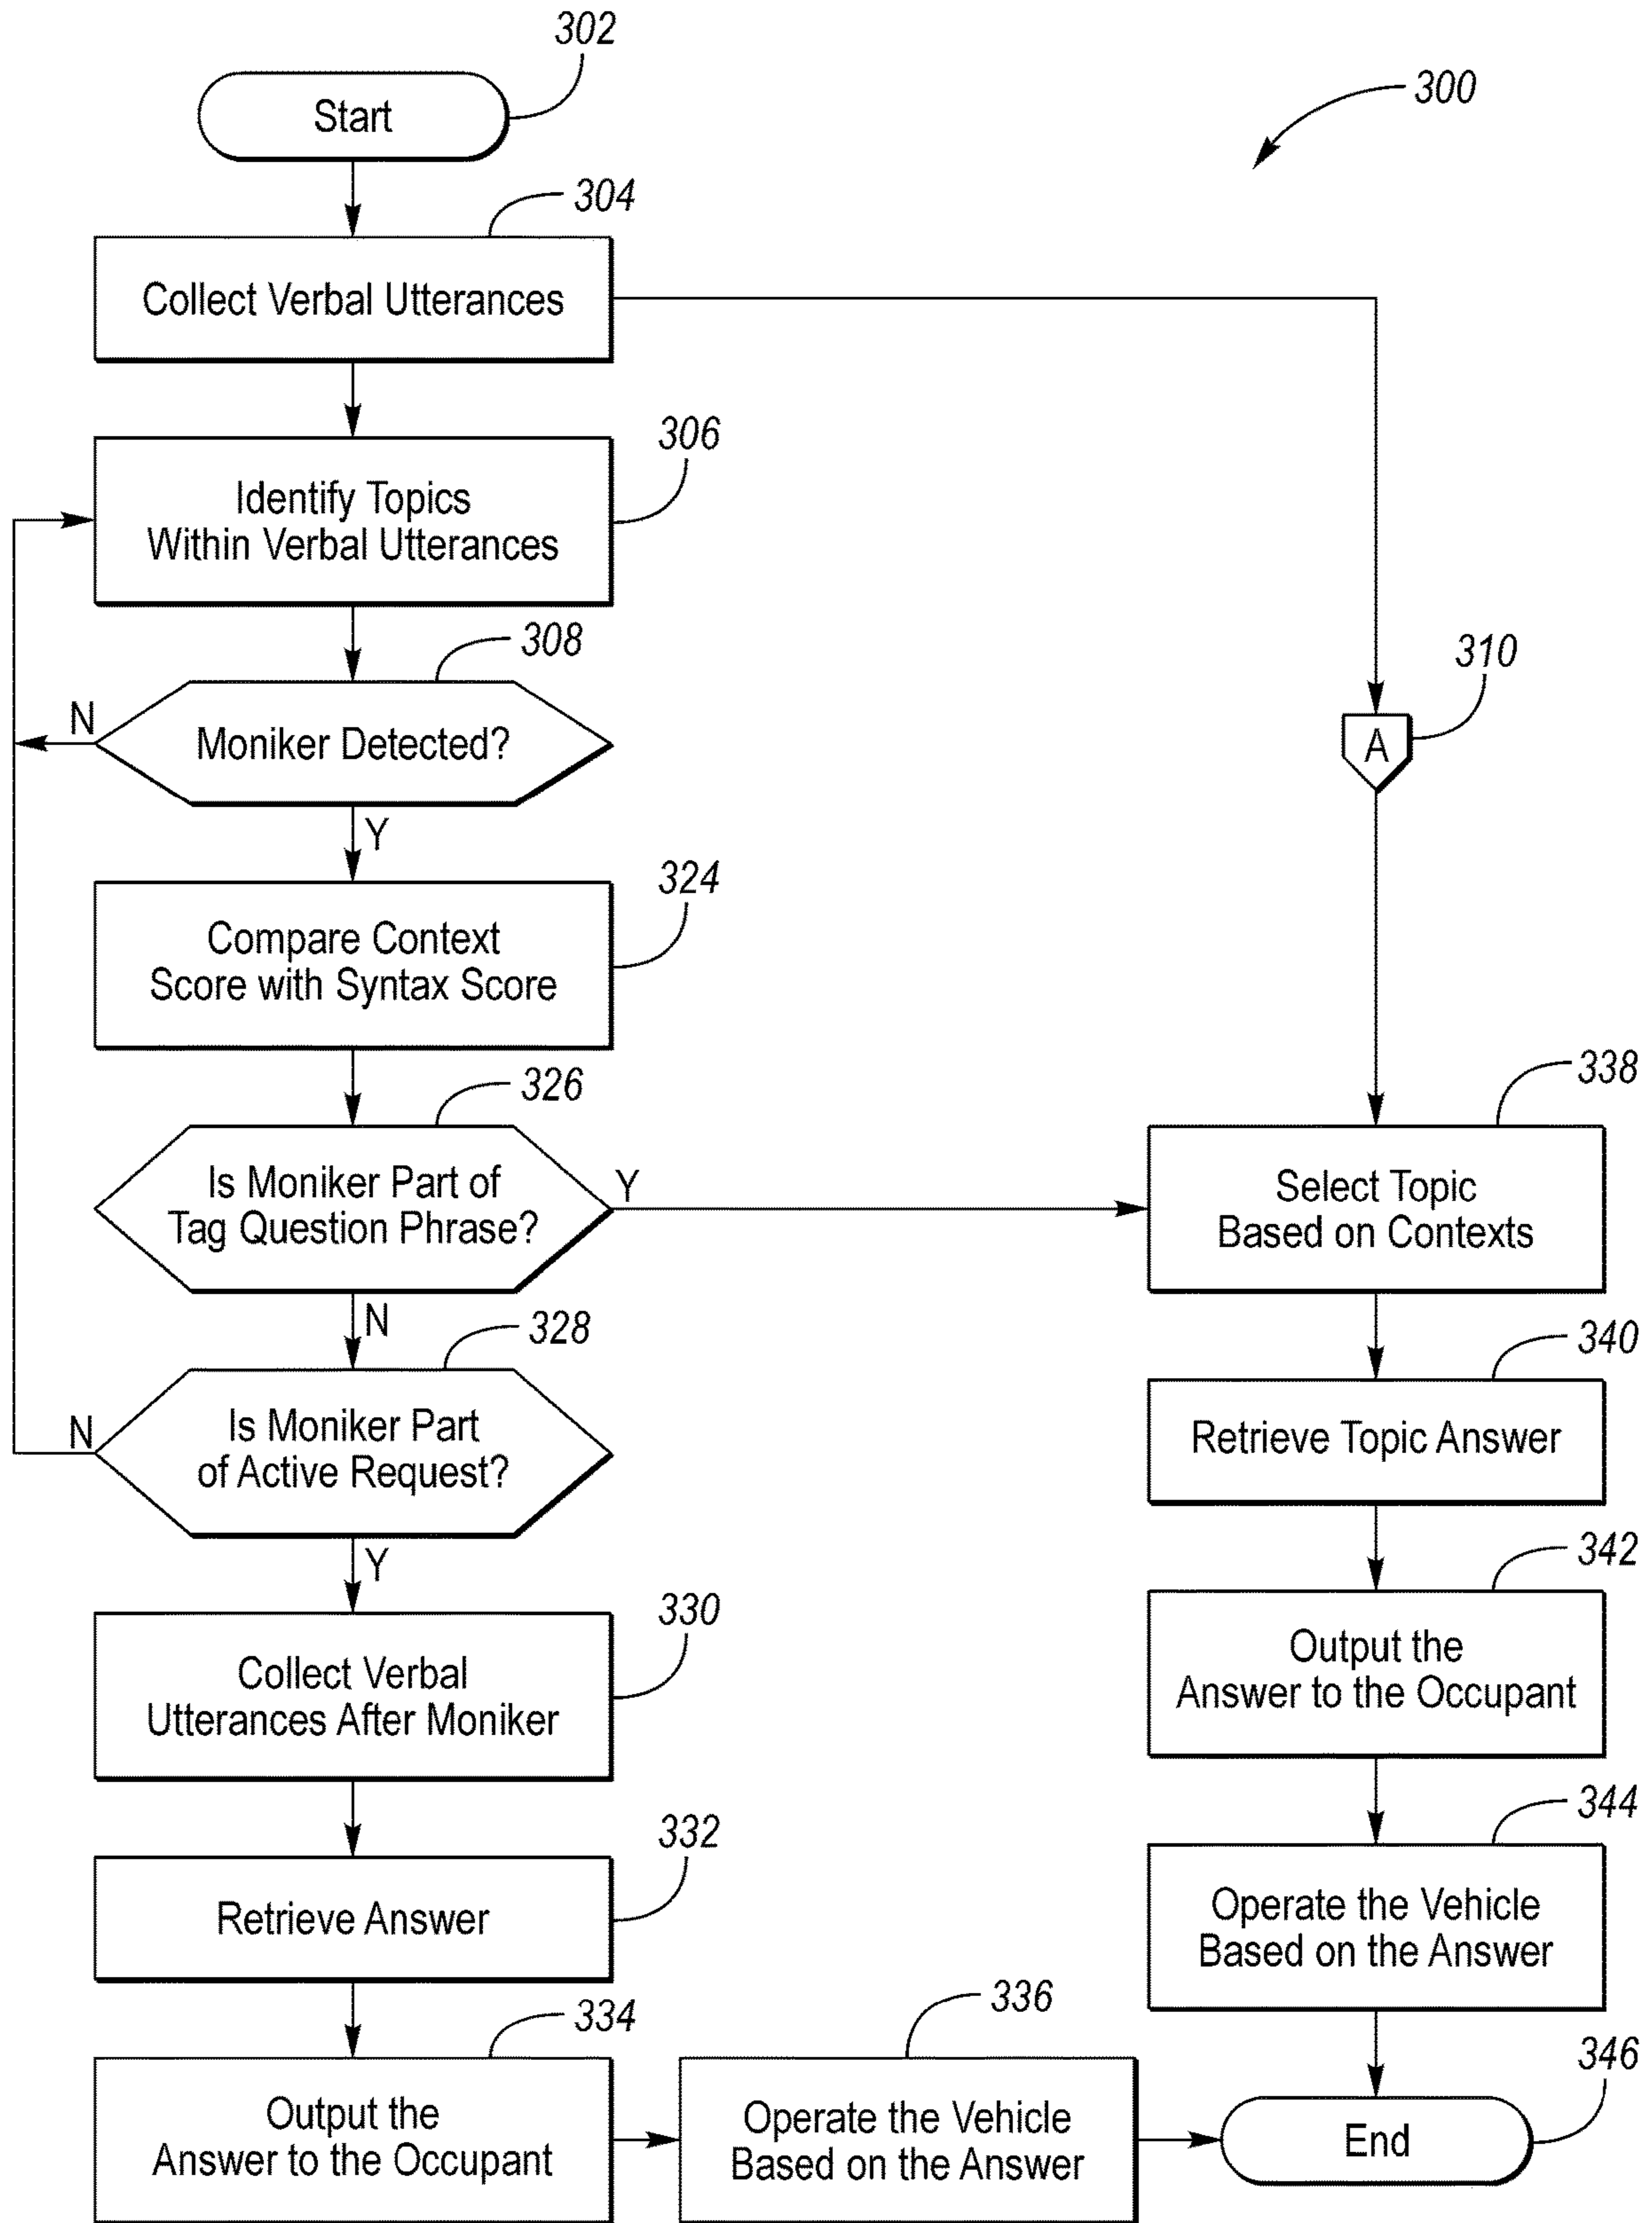 302
Start
300
304
Collect Verbal Utterances
306
Identify Topics
Within Verbal Utterances
308
N
Moniker Detected?
310
A
Y
324
Compare Context
Score with Syntax Score
326
338
Is Moniker Part of
Tag Question Phrase?
Y
Select Topic
Based on Contexts
N
328
340
N
Is Moniker Part
of Active Request?
Retrieve Topic Answer
Y
342
330
Output the
Answer to the Occupant
Collect Verbal
Utterances After Moniker
344
332
Retrieve Answer
Operate the Vehicle
Based on the Answer
334
336
346
Output the
Answer to the Occupant
Operate the Vehicle
Based on the Answer
End